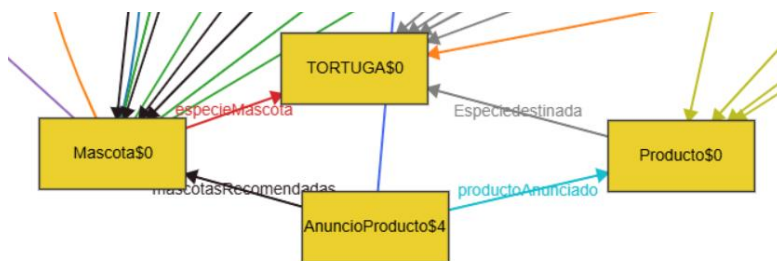 TORTUGA$0
especieMascota
Especiedestinada
Mascota$0
Producto$0
mascotasRecomendadas
productoAnunciado
AnuncioProducto$4